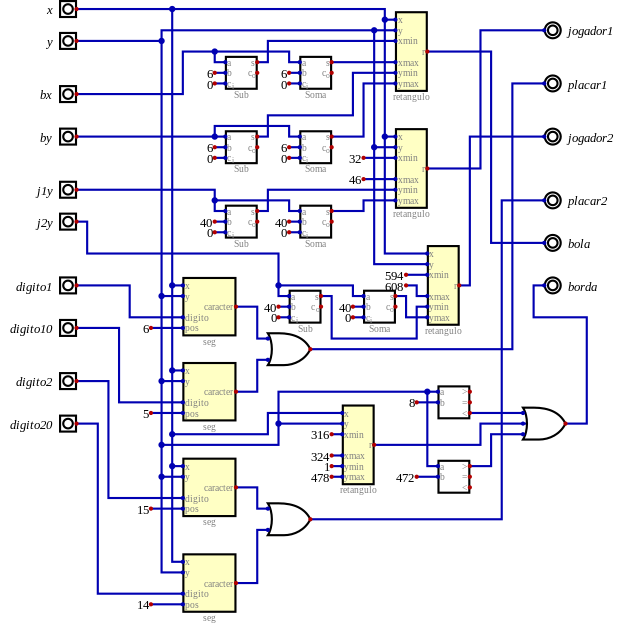 x
y
bx
by
j1y
j2y
digito1
digito10
digito2
digito20
jogador1
placar1
jogador2
placar2
bola
borda
x
y
xmin
xmax
ymin
ymax
r
retangulo
a
b
c_i
s
c_o
6
0
Sub
a
b
c_i
s
c_o
6
0
Soma
a
b
c_i
s
c_o
6
0
Sub
a
b
c_i
s
c_o
6
0
Soma
x
y
xmin
xmax
ymin
ymax
r
32
46
retangulo
a
b
c_i
s
c_o
40
0
Sub
a
b
c_i
s
c_o
40
0
Soma
x
y
xmin
xmax
ymin
ymax
r
594
608
retangulo
a
b
c_i
s
c_o
40
0
Sub
a
b
c_i
s
c_o
40
0
Soma
x
y
digito
pos
caracter
6
seg
x
y
digito
pos
caracter
5
seg
x
y
xmin
xmax
ymin
ymax
r
316
324
1
478
retangulo
a
b
>
=
<
8
a
b
>
=
<
472
x
y
digito
pos
caracter
15
seg
x
y
digito
pos
caracter
14
seg